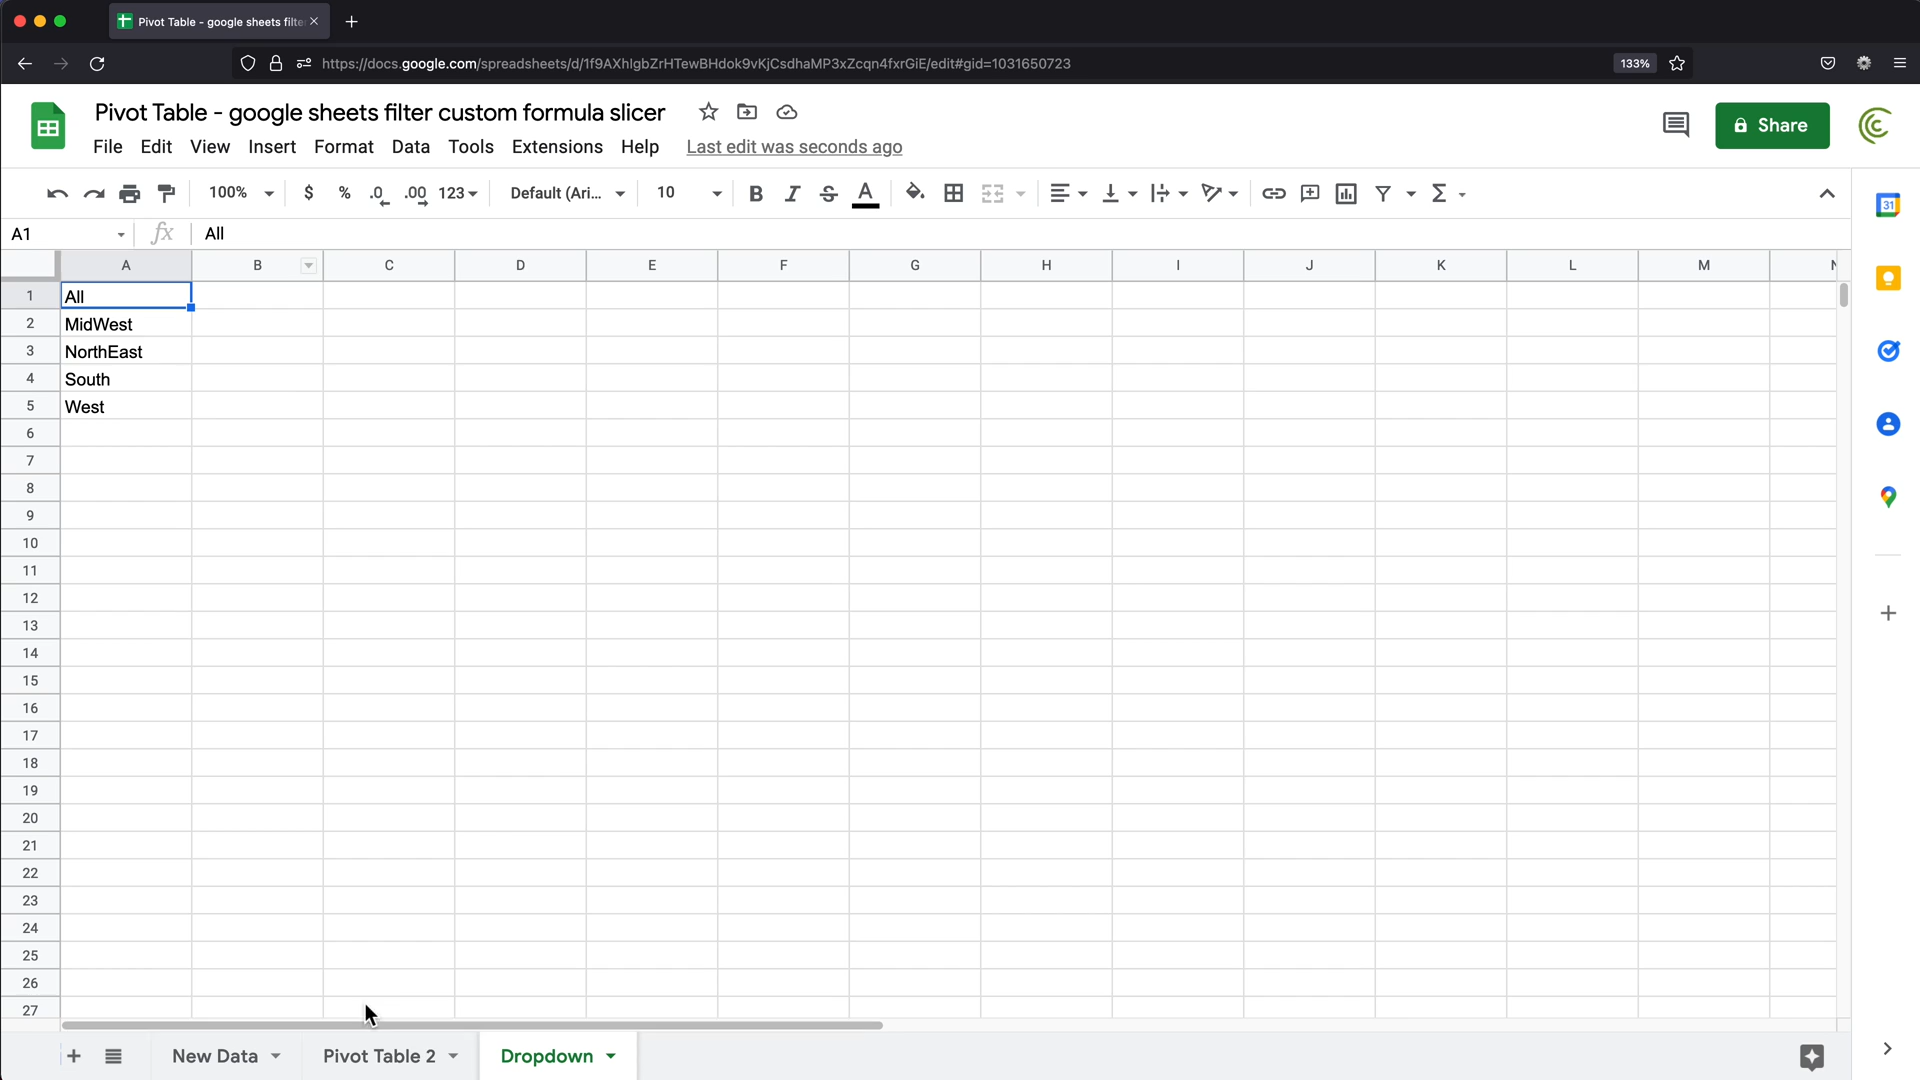 Pivot Table - google sheets filte
https://docs.google.com/spreadsheets/d/1f9AXhIgbZrHTewBHdok9vKjCsdhaMP3xZcqn4fxrGiE/edit#gid=1031650723
133%
Pivot Table - google sheets filter custom formula slicer
Share
File Edit View Insert Format Data Tools Extensions Help Last edit was seconds ago
100% $ % .0 .00 123 Default (Ari... 10 B I S A Σ
31
A1 fx All
A B C D E F G H I J K L M N
1 All
2 MidWest
3 NorthEast
4 South
5 West
6
7
8
9
10
11
12
13
14
15
16
17
18
19
20
21
22
23
24
25
26
27
New Data Pivot Table 2 Dropdown